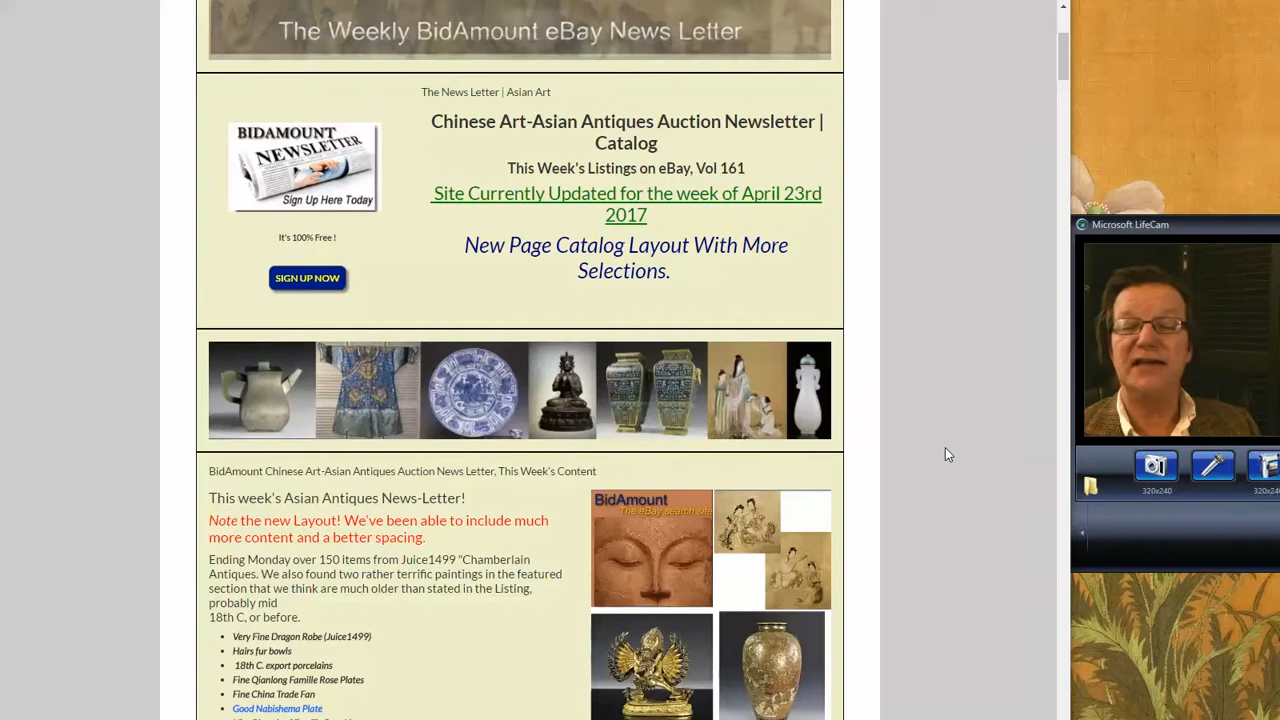 The Weekly BidAmount eBay News Letter
The News Letter | Asian Art
BIDAMOUNT
NEWSLETTER
Sign Up Here Today
It's 100% Free !
SIGN UP NOW
Chinese Art-Asian Antiques Auction Newsletter |
Catalog
This Week's Listings on eBay, Vol 161
Site Currently Updated for the week of April 23rd
2017
New Page Catalog Layout With More
Selections.
Microsoft LifeCam
320x240
BidAmount Chinese Art-Asian Antiques Auction News Letter, This Week's Content
This week's Asian Antiques News-Letter!
Note the new Layout! We've been able to include much
more content and a better spacing.
Ending Monday over 150 items from Juice1499 "Chamberlain
Antiques. We also found two rather terrific paintings in the featured
section that we think are much older than stated in the Listing,
probably mid
18th C, or before.
Very Fine Dragon Robe (Juice1499)
Hairs fur bowls
18th C. export porcelains
Fine Qianlong Famille Rose Plates
Fine China Trade Fan
Good Nabishema Plate
BidAmount
The eBay search site